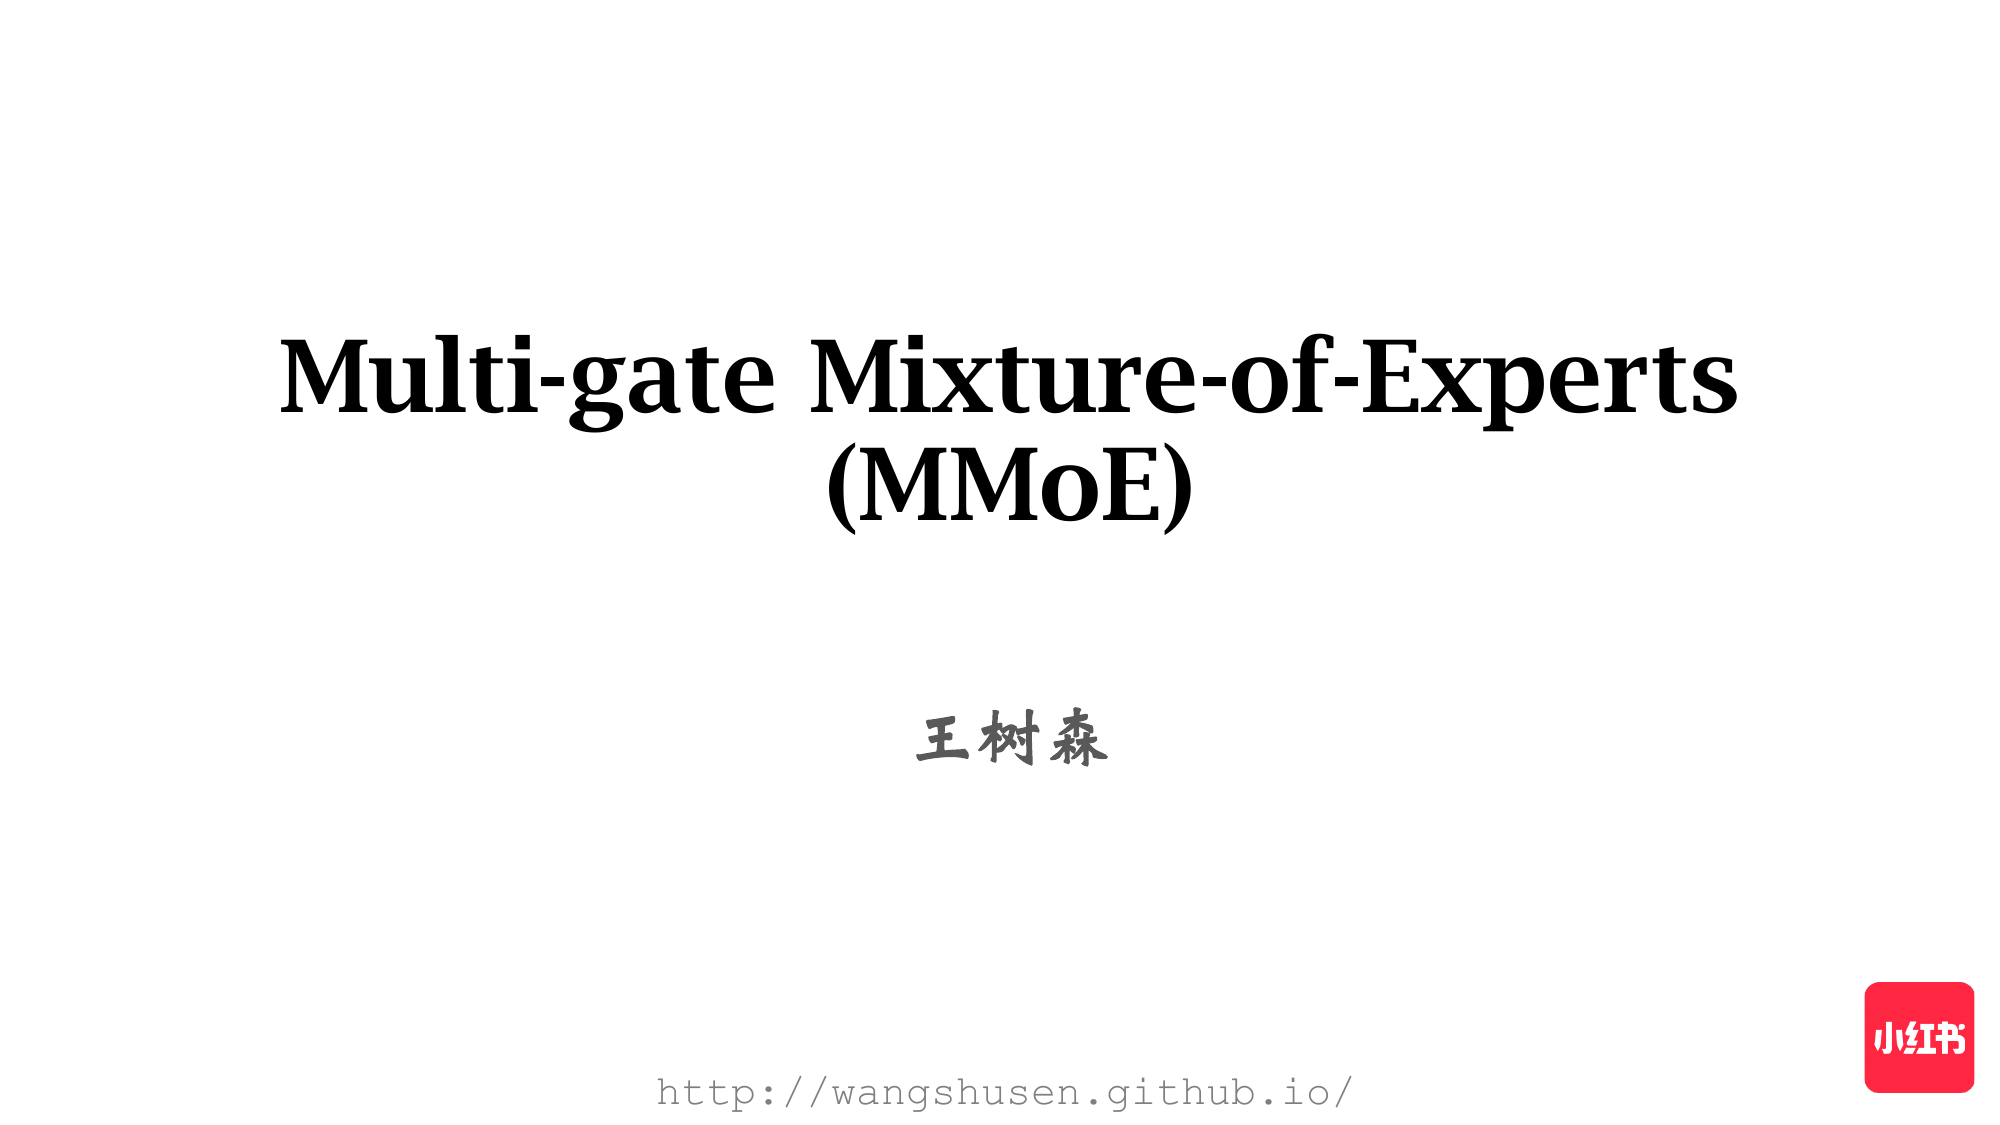 Multi-gate Mixture-of-Experts
(MMoE)
王树森
小红书
http://wangshusen.github.io/